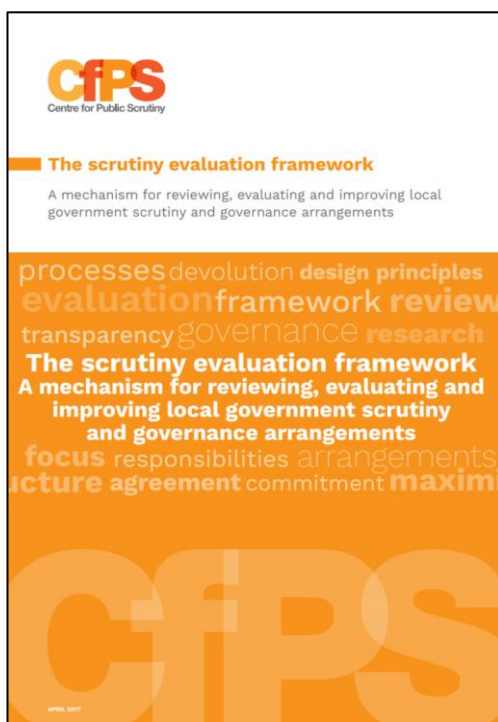 CfPS
Centre for Public Scrutiny
The scrutiny evaluation framework
A mechanism for reviewing, evaluating and improving local
government scrutiny and governance arrangements
processes devolution design principles
evaluation framework review
transparency governance research
The scrutiny evaluation framework
A mechanism for reviewing, evaluating and
improving local government scrutiny
and governance arrangements
focus responsibilities arrangements
ucture agreement commitment maximi
CfPS
APRIL 2017